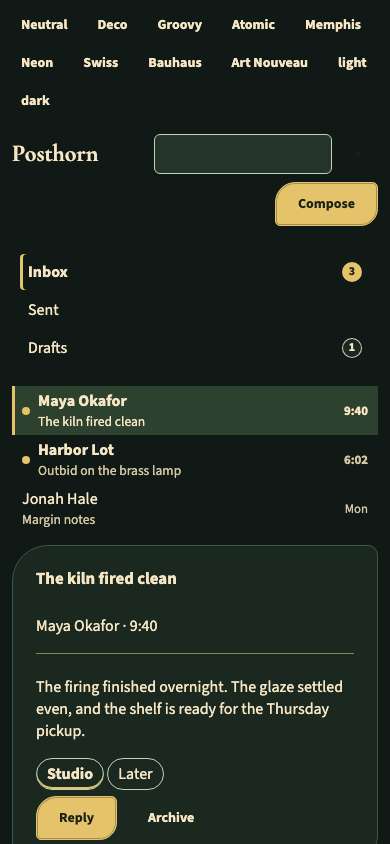 Neutral Deco Groovy Atomic Memphis
Neon Swiss Bauhaus Art Nouveau light
dark
Posthorn
Compose
Inbox 3
Sent
Drafts 1
Maya Okafor 9:40
The kiln fired clean
Harbor Lot 6:02
Outbid on the brass lamp
Jonah Hale Mon
Margin notes
The kiln fired clean
Maya Okafor · 9:40
The firing finished overnight. The glaze settled
even, and the shelf is ready for the Thursday
pickup.
Studio Later
Reply Archive